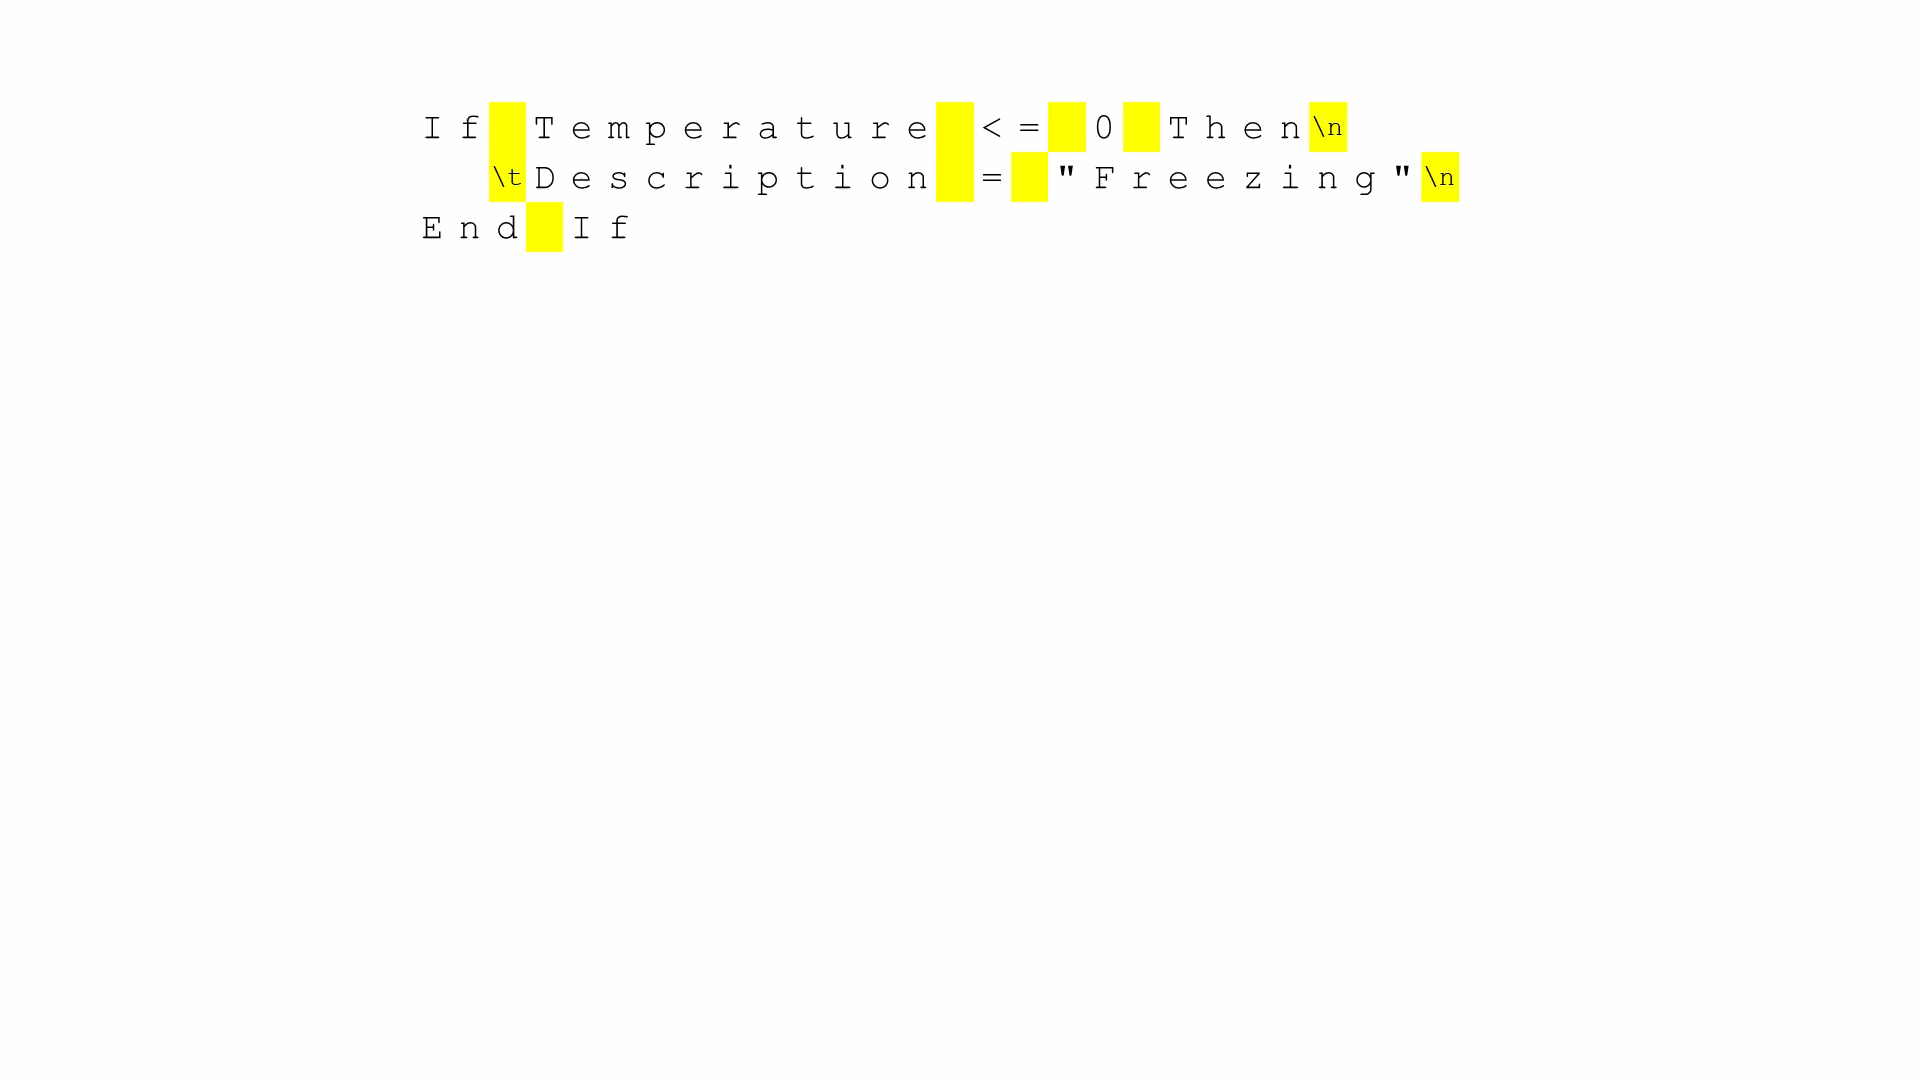 If Temperature <= 0 Then\n
\tDescription = "Freezing"\n
End If